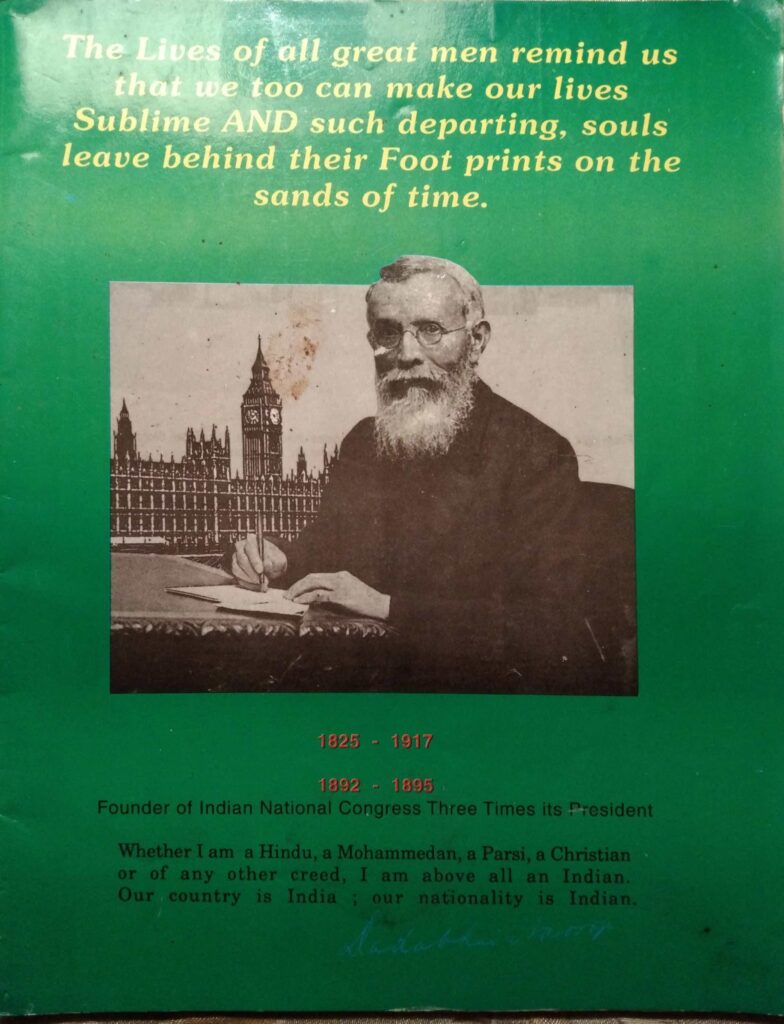 The Lives of all great men remind us
that we too can make our lives
Sublime AND such departing, souls
leave behind their Foot prints on the
sands of time.
1825 - 1917
1892 - 1895
Founder of Indian National Congress Three Times its President
Whether I am a Hindu, a Mohammedan, a Parsi, a Christian
or of any other creed, I am above all an Indian.
Our country is India ; our nationality is Indian.